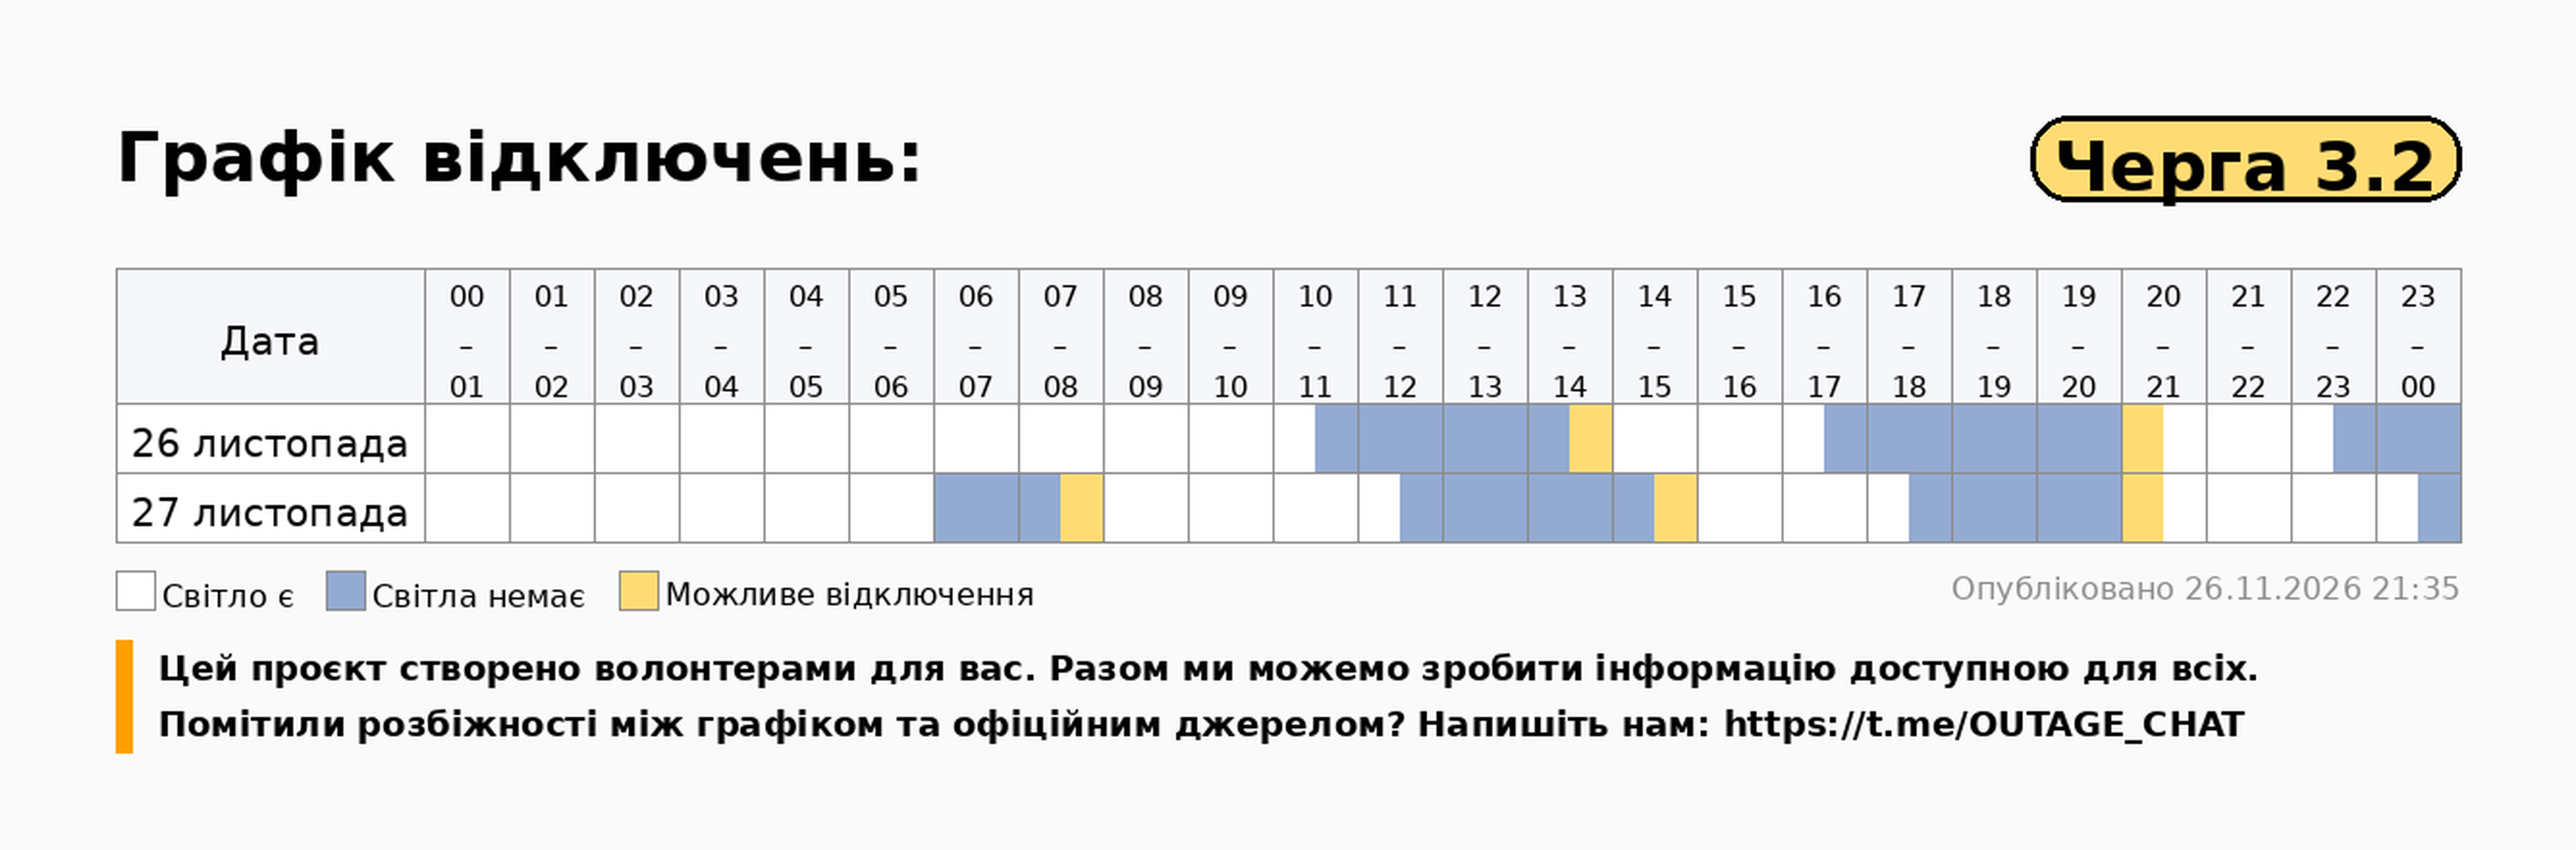 Графік відключень:
Черга 3.2
Дата 00 – 01 01 – 02 02 – 03 03 – 04 04 – 05 05 – 06 06 – 07 07 – 08 08 – 09 09 – 10 10 – 11 11 – 12 12 – 13 13 – 14 14 – 15 15 – 16 16 – 17 17 – 18 18 – 19 19 – 20 20 – 21 21 – 22 22 – 23 23 – 00
26 листопада
27 листопада
Світло є Світла немає Можливе відключення
Опубліковано 26.11.2026 21:35
Цей проєкт створено волонтерами для вас. Разом ми можемо зробити інформацію доступною для всіх.
Помітили розбіжності між графіком та офіційним джерелом? Напишіть нам: https://t.me/OUTAGE_CHAT